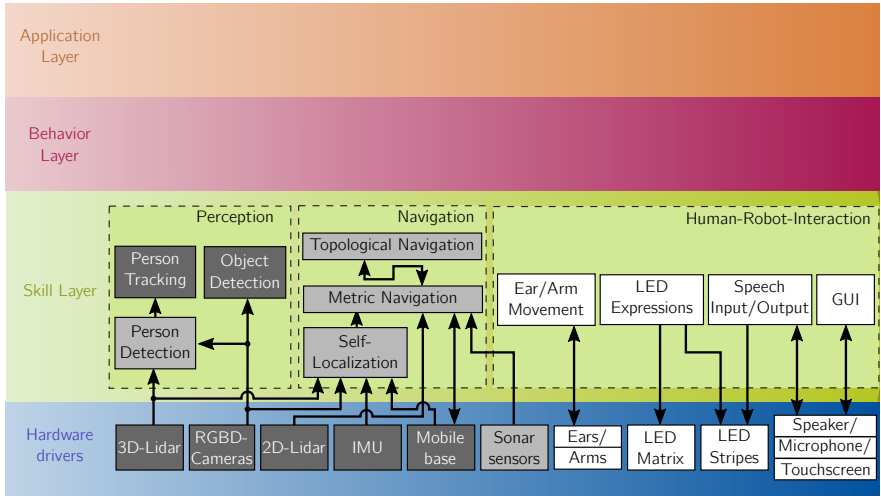 Application
Layer
Behavior
Layer
Skill Layer
Perception
Navigation
Human-Robot-Interaction
Person
Tracking
Object
Detection
Person
Detection
Topological Navigation
Metric Navigation
Self-
Localization
Ear/Arm
Movement
LED
Expressions
Speech
Input/Output
GUI
Hardware
drivers
3D-Lidar
RGBD-
Cameras
2D-Lidar
IMU
Mobile
base
Sonar
sensors
Ears/
Arms
LED
Matrix
LED
Stripes
Speaker/
Microphone/
Touchscreen